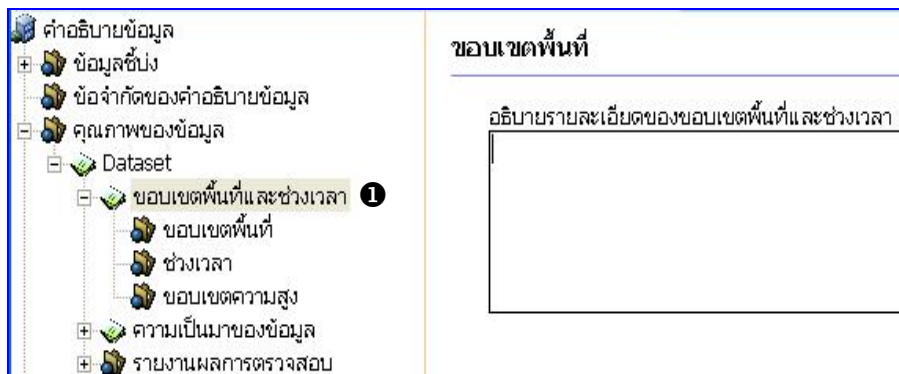 คำอธิบายข้อมูล
ข้อมูลชี้บ่ง
ข้อจำกัดของคำอธิบายข้อมูล
คุณภาพของข้อมูล
Dataset
ขอบเขตพื้นที่และช่วงเวลา ❶
ขอบเขตพื้นที่
ช่วงเวลา
ขอบเขตความสูง
ความเป็นมาของข้อมูล
รายงานผลการตรวจสอบ
ขอบเขตพื้นที่
อธิบายรายละเอียดของขอบเขตพื้นที่และช่วงเวลา